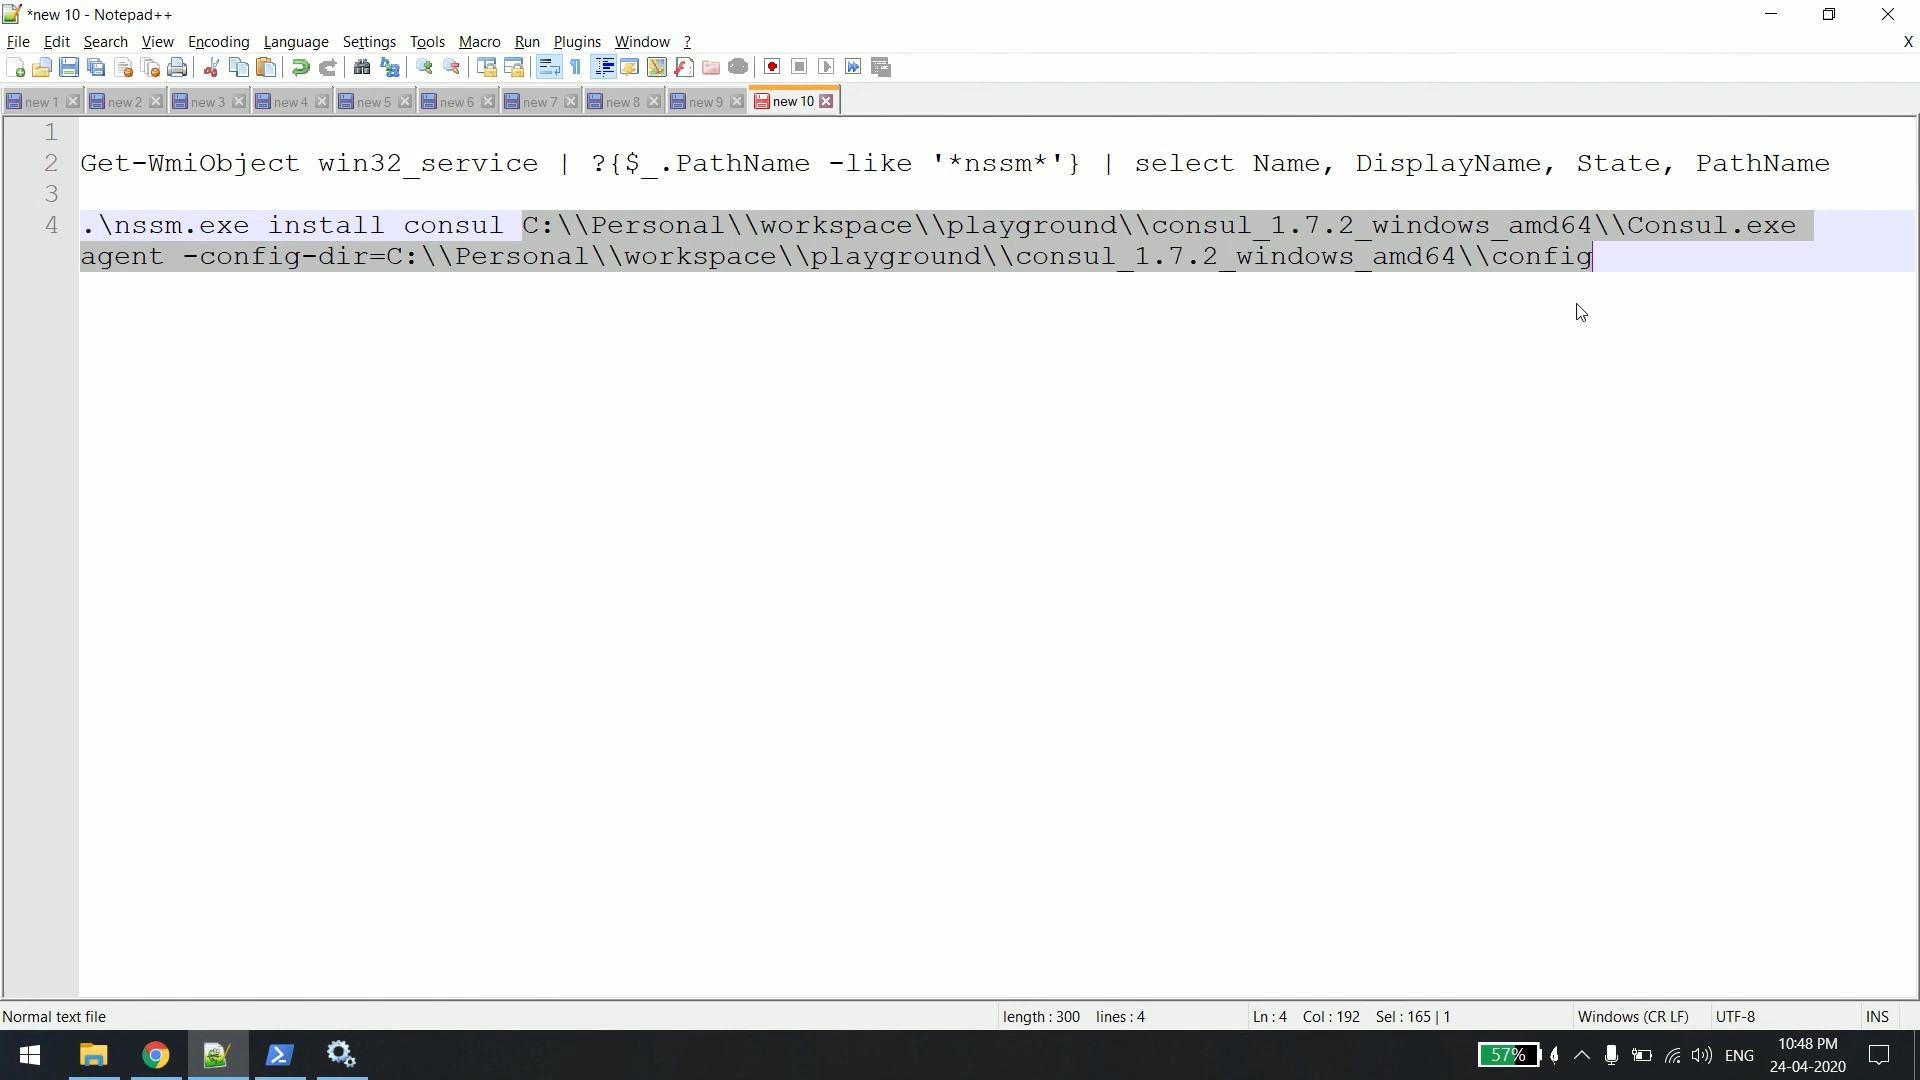 *new 10 - Notepad++
File Edit Search View Encoding Language Settings Tools Macro Run Plugins Window ? X
new 1 new 2 new 3 new 4 new 5 new 6 new 7 new 8 new 9 new 10
1
2 Get-WmiObject win32_service | ?{$_.PathName -like '*nssm*'} | select Name, DisplayName, State, PathName
3
4 .\nssm.exe install consul C:\\Personal\\workspace\\playground\\consul_1.7.2_windows_amd64\\Consul.exe
agent -config-dir=C:\\Personal\\workspace\\playground\\consul_1.7.2_windows_amd64\\config
Normal text file length : 300 lines : 4 Ln : 4 Col : 192 Sel : 165 | 1 Windows (CR LF) UTF-8 INS
57% ENG 10:48 PM
24-04-2020